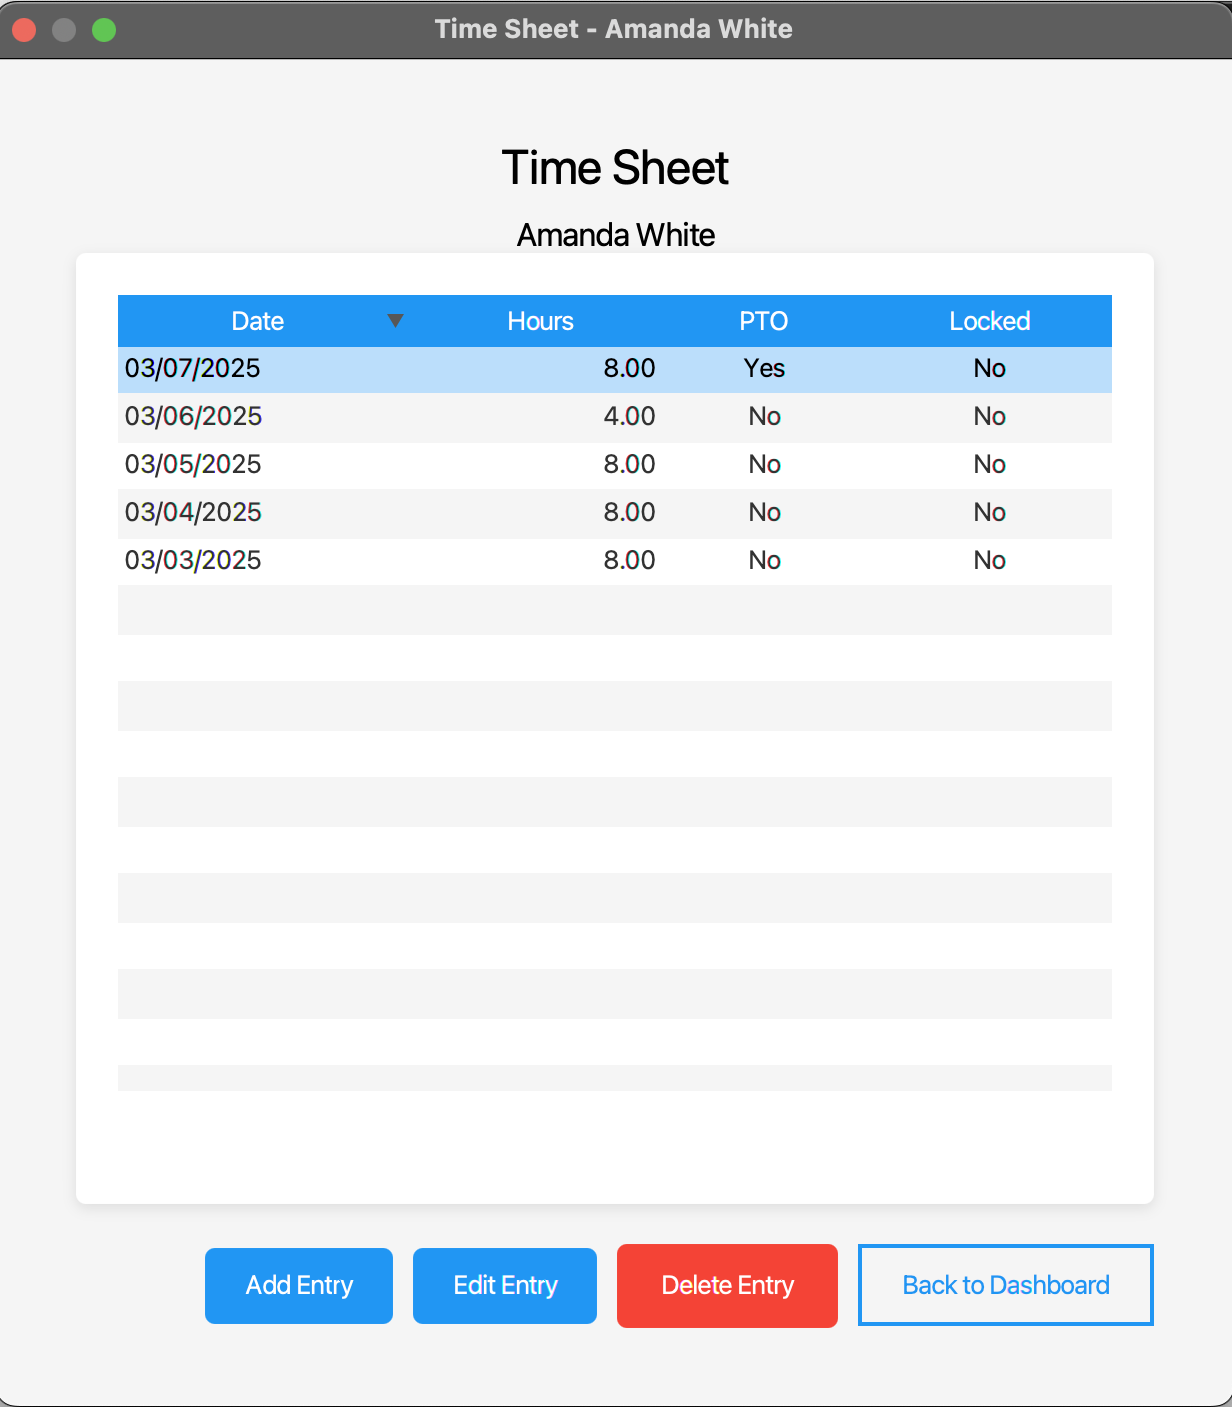 Time Sheet - Amanda White
Time Sheet
Amanda White
Date Hours PTO Locked
03/07/2025 8.00 Yes No
03/06/2025 4.00 No No
03/05/2025 8.00 No No
03/04/2025 8.00 No No
03/03/2025 8.00 No No
Add Entry Edit Entry Delete Entry Back to Dashboard